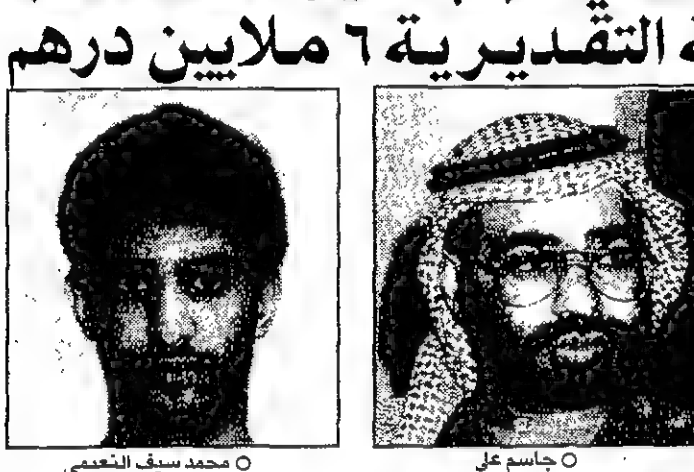 التقديرية ٦ ملايين درهم
○ جاسم علي
○ محمد سيف النعيمي